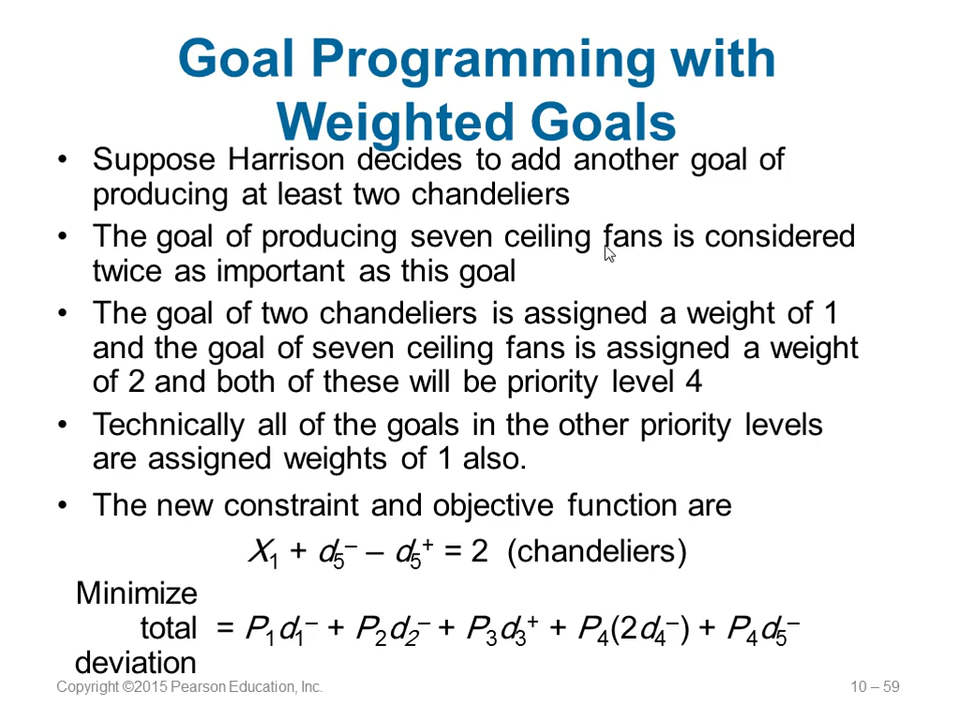 Goal Programming with
Weighted Goals
• Suppose Harrison decides to add another goal of
producing at least two chandeliers
• The goal of producing seven ceiling fans is considered
twice as important as this goal
• The goal of two chandeliers is assigned a weight of 1
and the goal of seven ceiling fans is assigned a weight
of 2 and both of these will be priority level 4
• Technically all of the goals in the other priority levels
are assigned weights of 1 also.
• The new constraint and objective function are
X₁ + d₅⁻ – d₅⁺ = 2 (chandeliers)
Minimize
total = P₁d₁⁻ + P₂d₂⁻ + P₃d₃⁺ + P₄(2d₄⁻) + P₄d₅⁻
deviation
Copyright ©2015 Pearson Education, Inc. 10 – 59